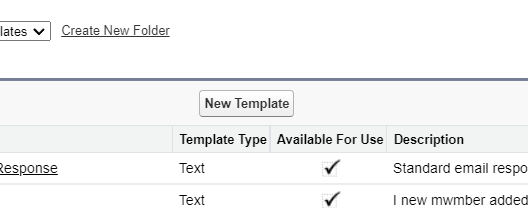 lates Create New Folder
New Template
Template Type Available For Use Description
Response Text Standard email respo
Text I new mwmber added